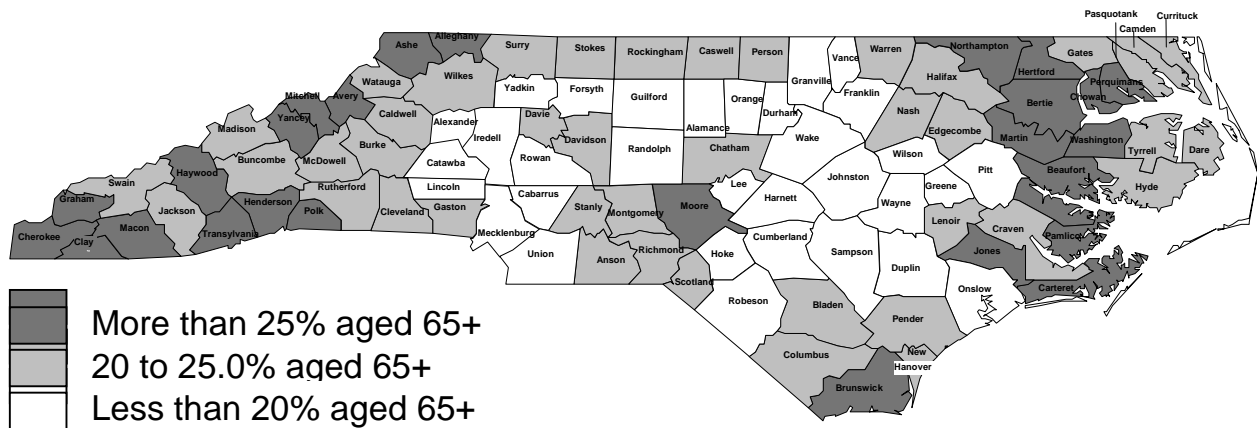 Pasquotank
Currituck
Camden
Ashe
Alleghany
Surry
Stokes
Rockingham
Caswell
Person
Vance
Warren
Northampton
Gates
Hertford
Watauga
Wilkes
Halifax
Granville
Perquimans
Mitchell
Avery
Yadkin
Forsyth
Guilford
Orange
Franklin
Bertie
Chowan
Yancey
Caldwell
Alexander
Davie
Durham
Nash
Madison
Iredell
Alamance
Edgecombe
Martin
Washington
Burke
Davidson
Wake
Buncombe
McDowell
Catawba
Rowan
Randolph
Chatham
Wilson
Tyrrell
Dare
Haywood
Pitt
Beaufort
Swain
Rutherford
Lincoln
Lee
Johnston
Greene
Hyde
Graham
Henderson
Polk
Cabarrus
Harnett
Wayne
Jackson
Cleveland
Gaston
Stanly
Montgomery
Moore
Lenoir
Craven
Cherokee
Clay
Macon
Transylvania
Mecklenburg
Cumberland
Pamlico
Union
Anson
Richmond
Hoke
Sampson
Duplin
Jones
Scotland
Onslow
Carteret
Robeson
Bladen
Pender
Columbus
New
Hanover
Brunswick
More than 25% aged 65+
20 to 25.0% aged 65+
Less than 20% aged 65+